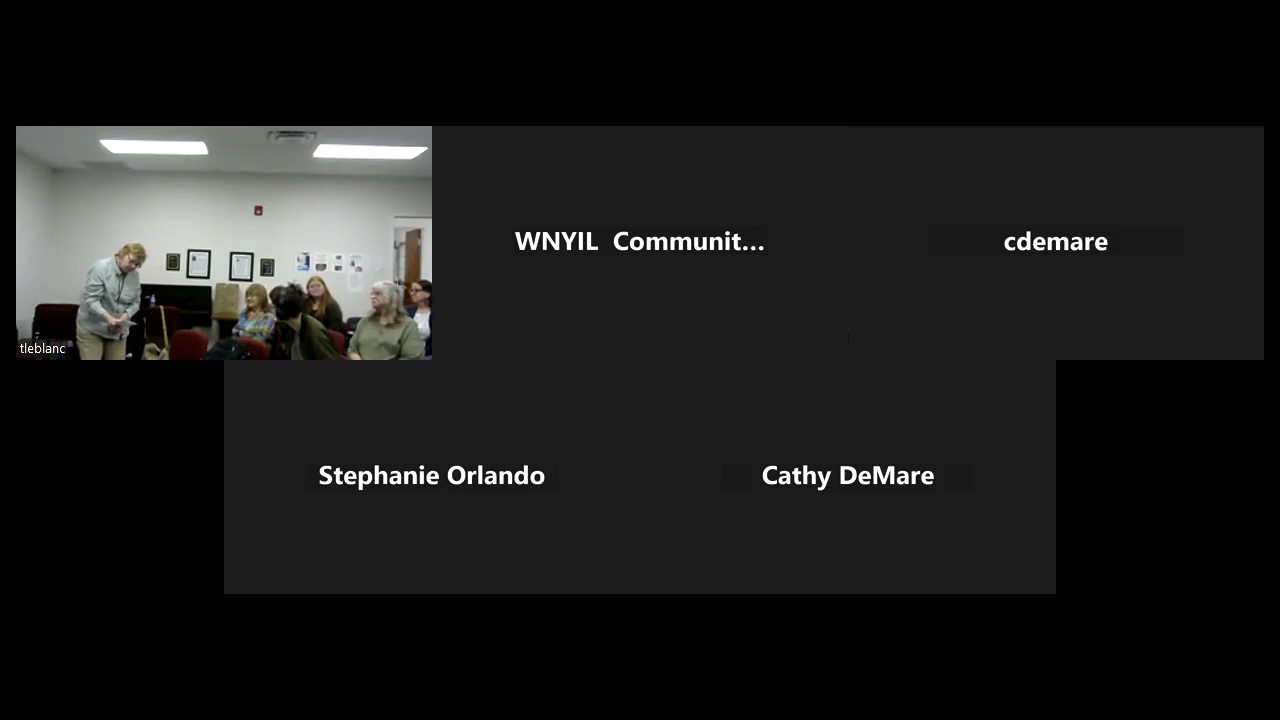 tleblanc
WNYIL Communit...
cdemare
Stephanie Orlando
Cathy DeMare